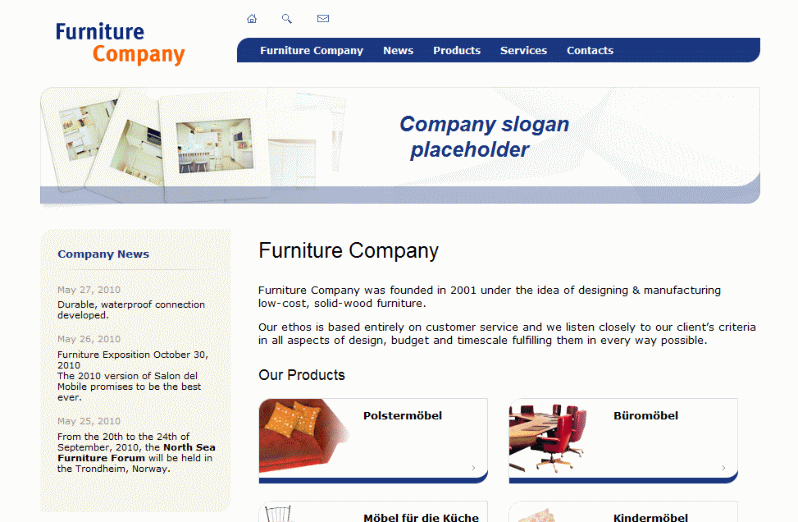 Furniture
Company
Furniture Company News Products Services Contacts
Company slogan
placeholder
Company News
May 27, 2010
Durable, waterproof connection
developed.
May 26, 2010
Furniture Exposition October 30,
2010
The 2010 version of Salon del
Mobile promises to be the best
ever.
May 25, 2010
From the 20th to the 24th of
September, 2010, the North Sea
Furniture Forum will be held in
the Trondheim, Norway.
Furniture Company
Furniture Company was founded in 2001 under the idea of designing & manufacturing
low-cost, solid-wood furniture.
Our ethos is based entirely on customer service and we listen closely to our client's criteria
in all aspects of design, budget and timescale fulfilling them in every way possible.
Our Products
Polstermöbel
Büromöbel
Möbel für die Küche
Kindermöbel